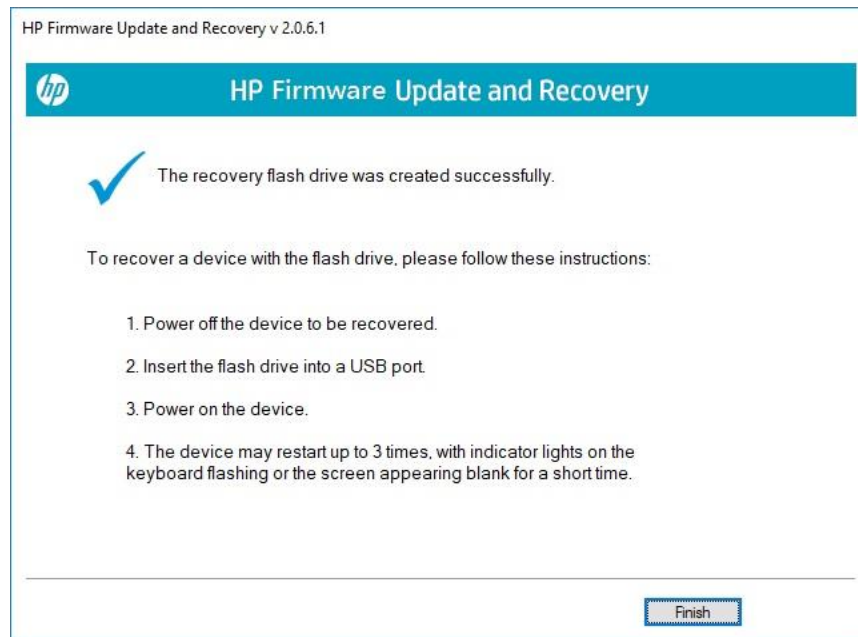 HP Firmware Update and Recovery v 2.0.6.1
hp
HP Firmware Update and Recovery
The recovery flash drive was created successfully.
To recover a device with the flash drive, please follow these instructions:
1. Power off the device to be recovered.
2. Insert the flash drive into a USB port.
3. Power on the device.
4. The device may restart up to 3 times, with indicator lights on the
keyboard flashing or the screen appearing blank for a short time.
Finish